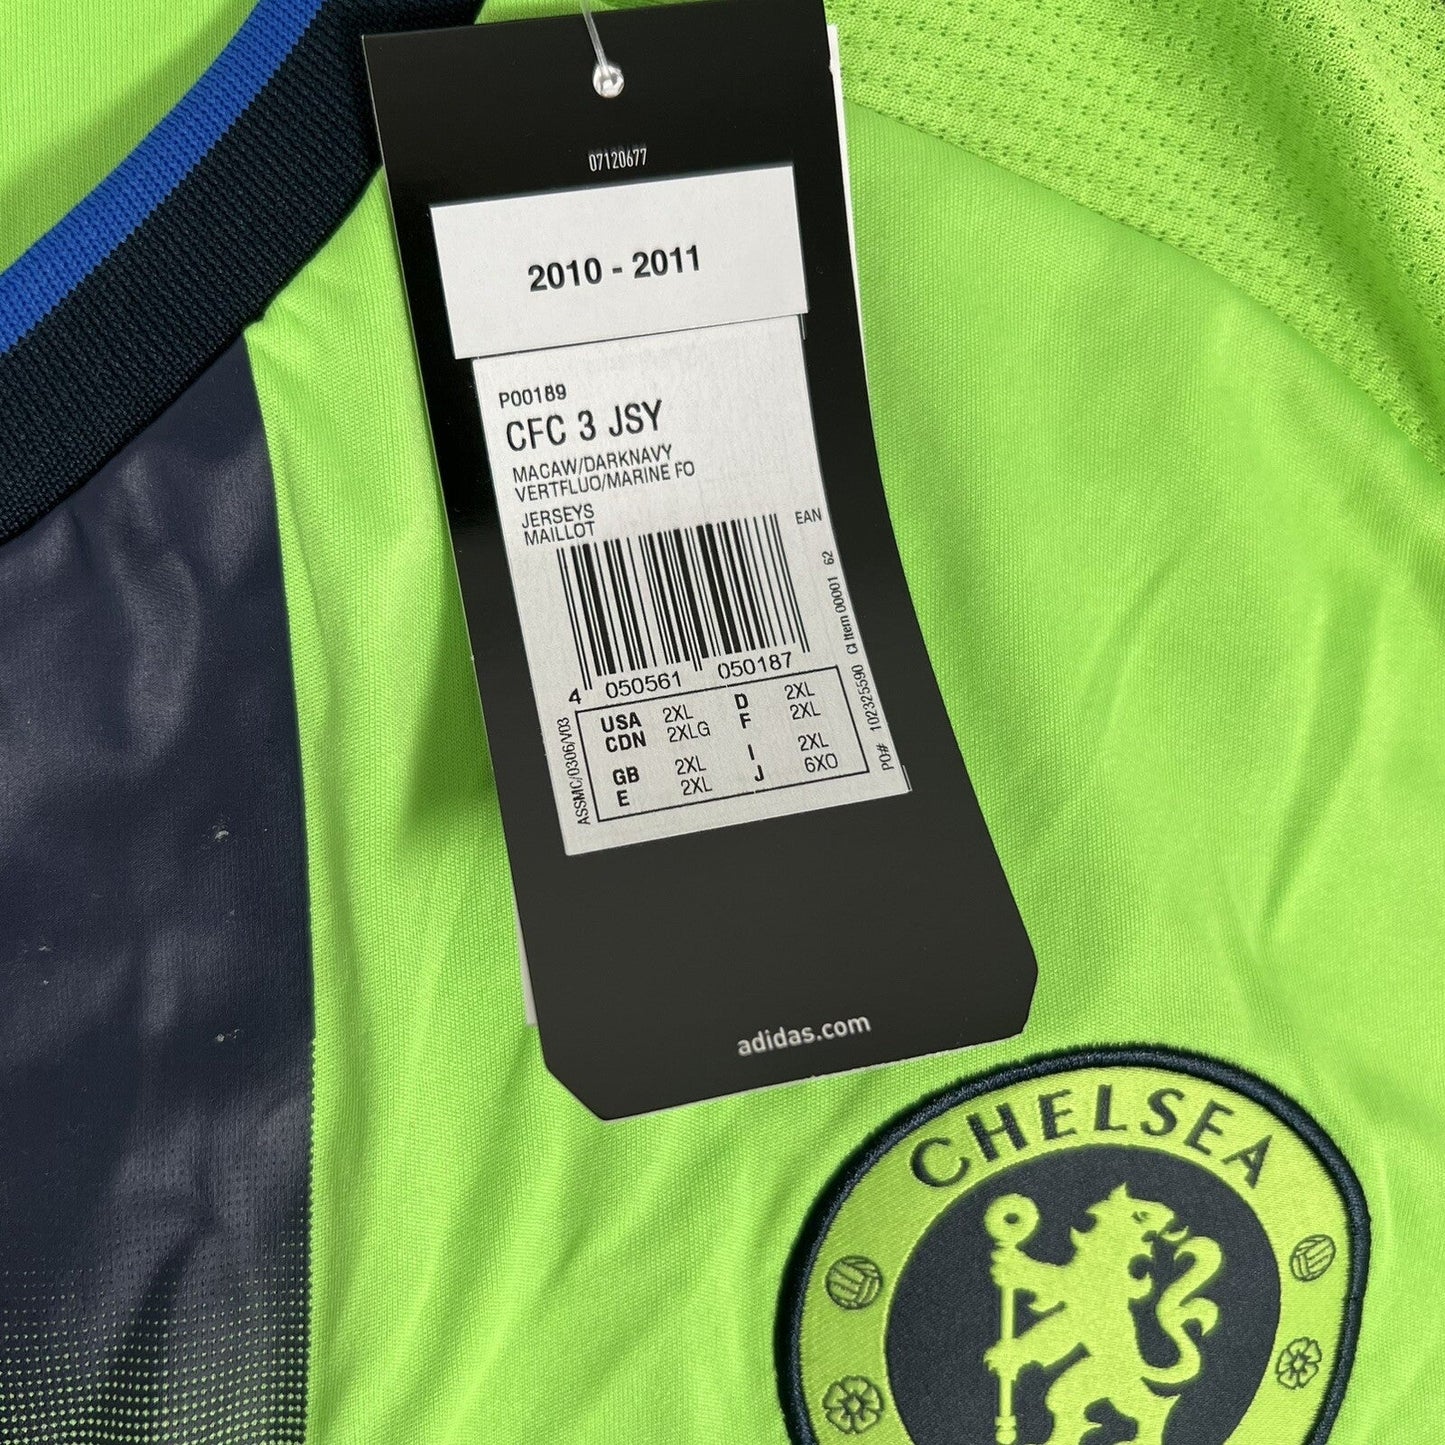 07120677
2010 - 2011
P00189
CFC 3 JSY
MACAW/DARKNAVY
VERTFLUO/MARINE FO
JERSEYS
MAILLOT
EAN
4 050561 050187
USA 2XL D 2XL
CDN 2XLG F 2XL
GB 2XL I 2XL
E 2XL J 6XO
ASSMC/0306/V03
PO# 102325590 CI Item 00001 62
adidas.com
CHELSEA